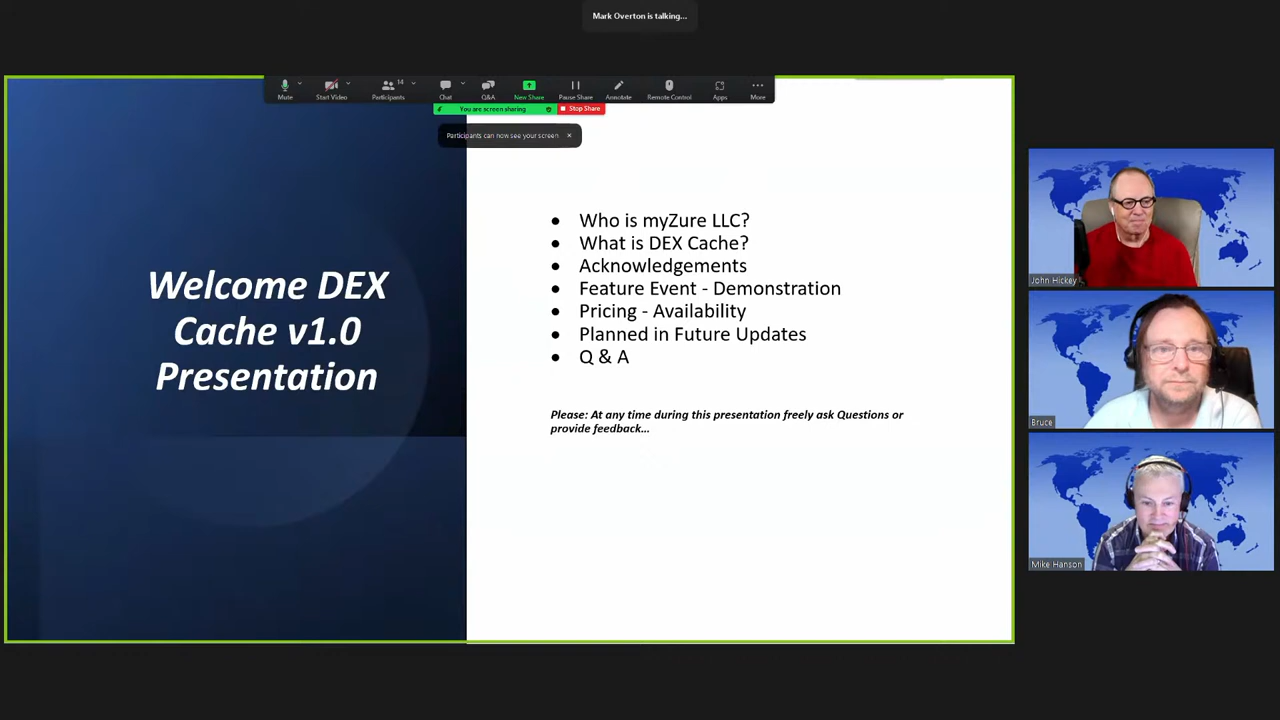 Mark Overton is talking...
14
Mute
Start Video
Participants
Chat
Q&A
New Share
Pause Share
Annotate
Remote Control
Apps
More
You are screen sharing
Stop Share
Participants can now see your screen
Welcome DEX
Cache v1.0
Presentation
● Who is myZure LLC?
● What is DEX Cache?
● Acknowledgements
● Feature Event - Demonstration
● Pricing - Availability
● Planned in Future Updates
● Q & A
Please: At any time during this presentation freely ask Questions or
provide feedback...
John Hickey
Bruce
Mike Hanson